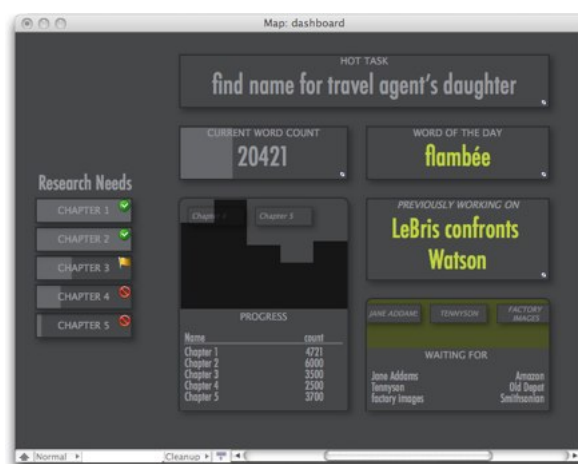 Map: dashboard
HOT TASK
find name for travel agent's daughter
CURRENT WORD COUNT
20421
WORD OF THE DAY
flambée
Research Needs
CHAPTER 1
CHAPTER 2
CHAPTER 3
CHAPTER 4
CHAPTER 5
Chapter 5
PROGRESS
Name count
Chapter 1 4721
Chapter 2 6000
Chapter 3 3500
Chapter 4 2500
Chapter 5 3700
PREVIOUSLY WORKING ON
LeBris confronts
Watson
JANE ADDAMS
TENNYSON
FACTORY
IMAGES
WAITING FOR
Jane Addams Amazon
Tennyson Old Depot
factory images Smithsonian
Normal
Cleanup